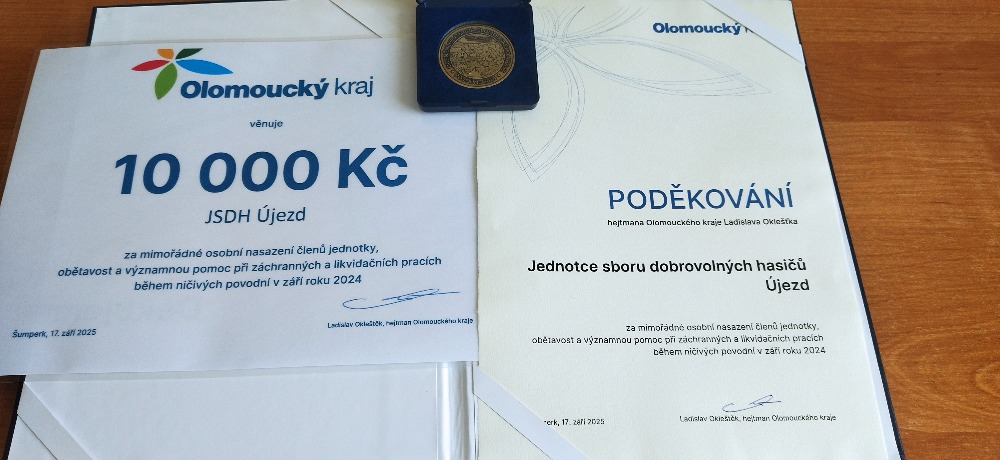 Olomoucký kraj
věnuje
10 000 Kč
JSDH Újezd
za mimořádné osobní nasazení členů jednotky,
obětavost a významnou pomoc při záchranných a likvidačních pracích
během ničivých povodní v září roku 2024
Šumperk, 17. září 2025
Ladislav Okleštěk, hejtman Olomouckého kraje
Olomoucký
PODĚKOVÁNÍ
hejtmana Olomouckého kraje Ladislava Oklešťka
Jednotce sboru dobrovolných hasičů
Újezd
za mimořádné osobní nasazení členů jednotky,
obětavost a významnou pomoc při záchranných a likvidačních pracích
během ničivých povodní v září roku 2024
17. září 2025
Ladislav Okleštěk, hejtman Olomouckého kraje